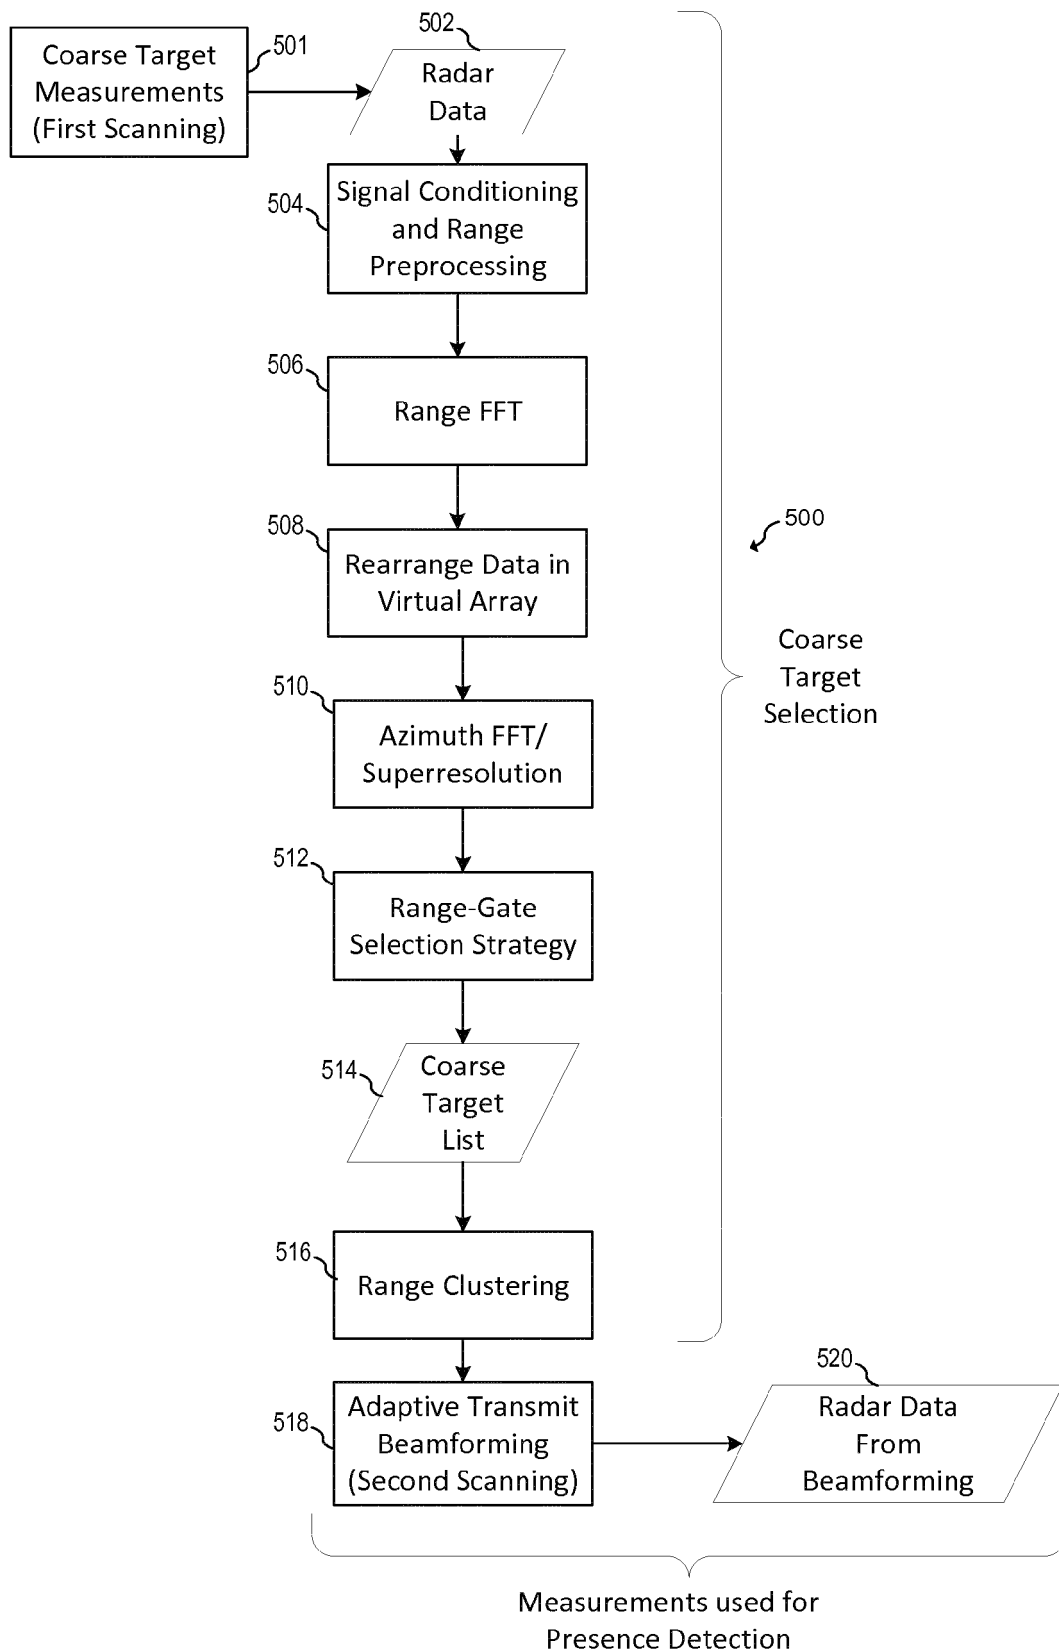 501
Coarse Target
Measurements
(First Scanning)
502
Radar
Data
504
Signal Conditioning
and Range
Preprocessing
506
Range FFT
508
Rearrange Data in
Virtual Array
500
Coarse
Target
Selection
510
Azimuth FFT/
Superresolution
512
Range-Gate
Selection Strategy
514
Coarse
Target
List
516
Range Clustering
518
Adaptive Transmit
Beamforming
(Second Scanning)
520
Radar Data
From
Beamforming
Measurements used for
Presence Detection